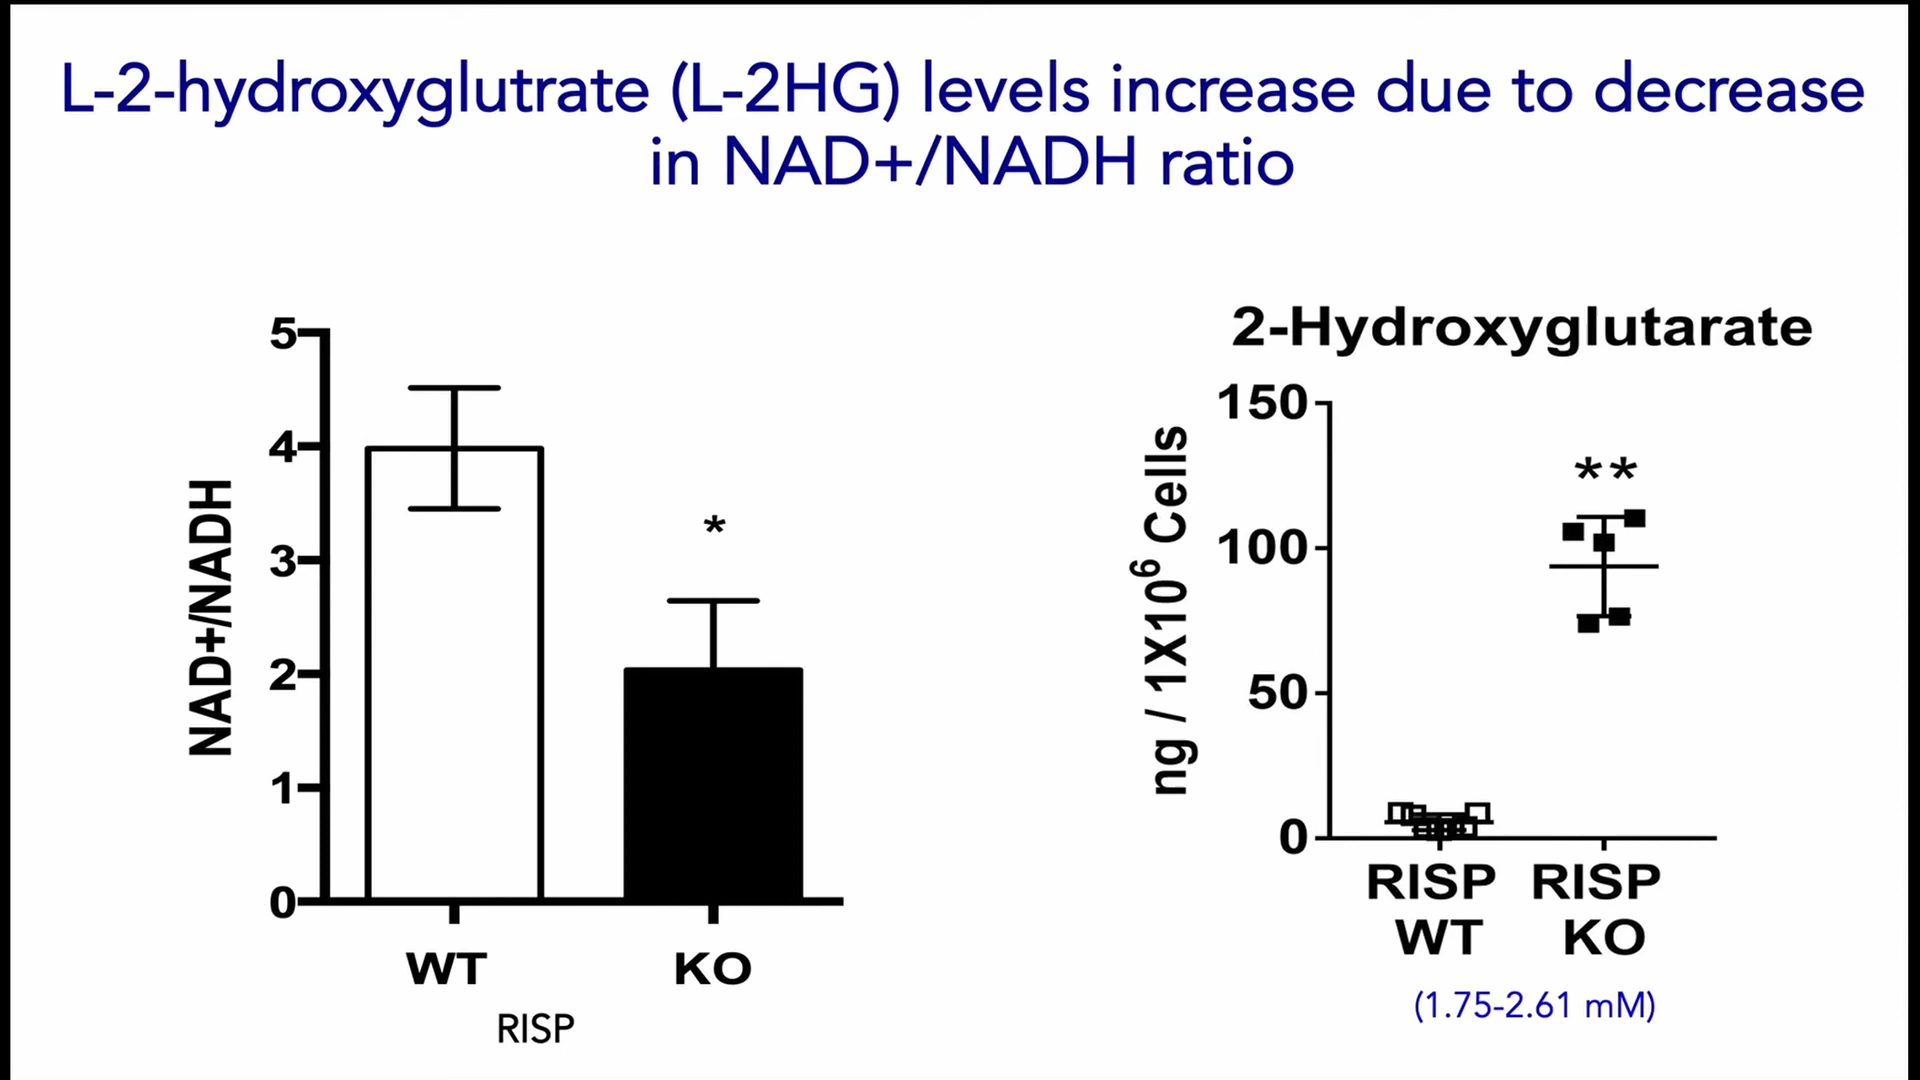 L-2-hydroxyglutrate (L-2HG) levels increase due to decrease
in NAD+/NADH ratio
5
4
3
2
1
0
NAD+/NADH
*
WT
KO
RISP
2-Hydroxyglutarate
150
100
50
0
ng / 1X10⁶ Cells
**
RISP RISP
WT KO
(1.75-2.61 mM)